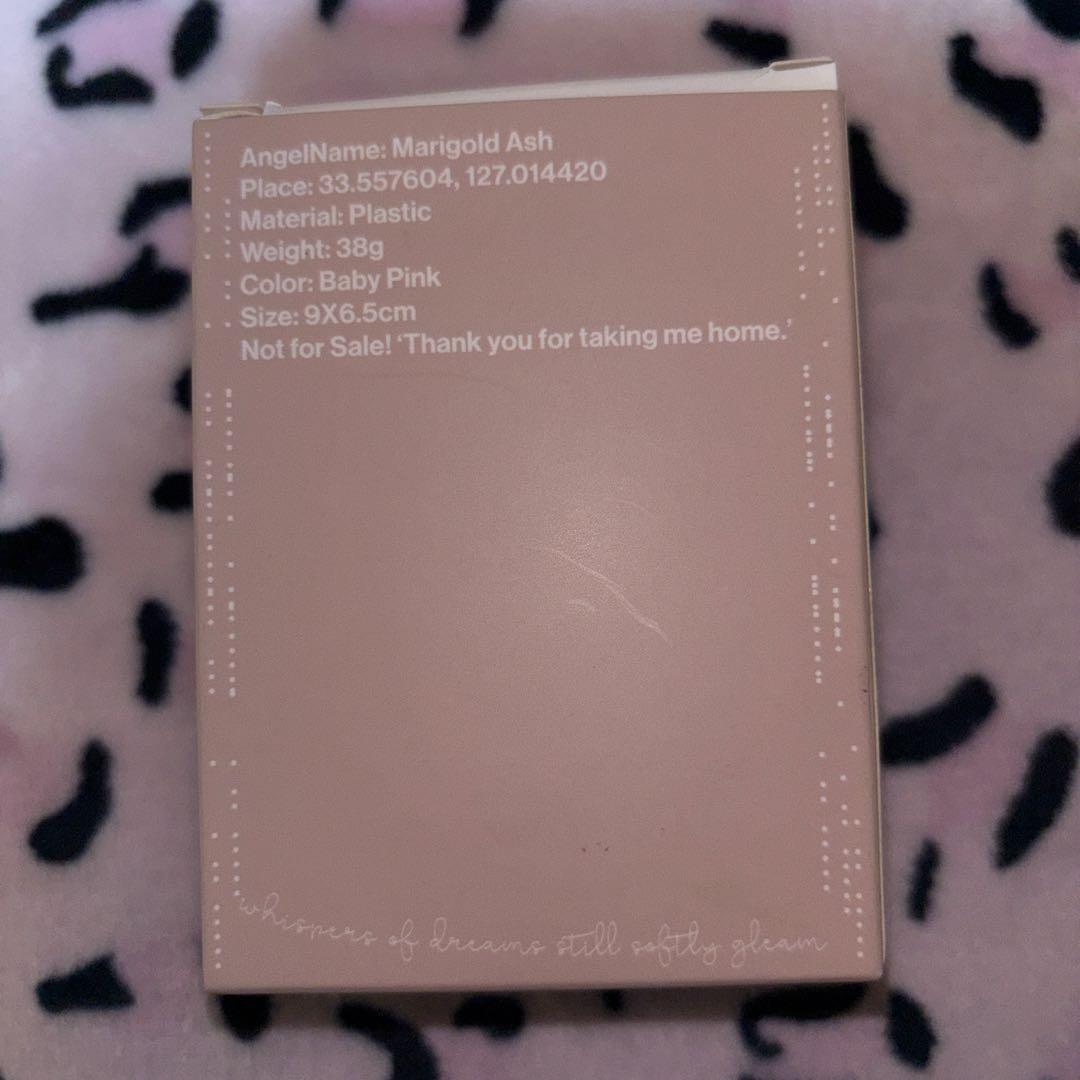 AngelName: Marigold Ash
Place: 33.557604, 127.014420
Material: Plastic
Weight: 38g
Color: Baby Pink
Size: 9X6.5cm
Not for Sale! ‘Thank you for taking me home.’
whispers of dreams still softly gleam